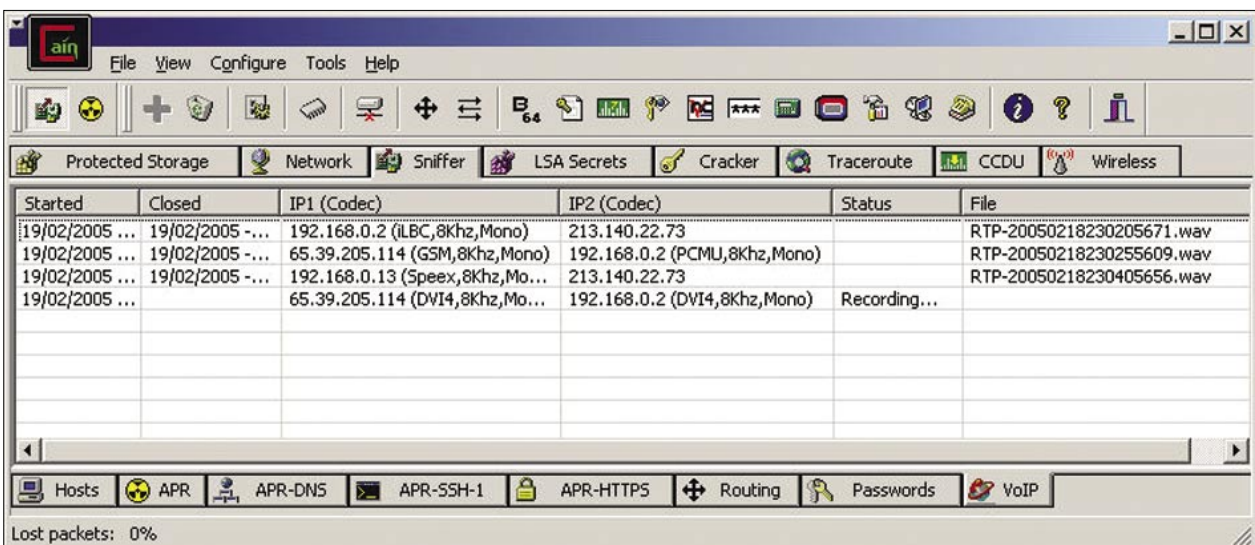 aın
File View Configure Tools Help
B64
Protected Storage Network Sniffer LSA Secrets Cracker Traceroute CCDU Wireless
Started Closed IP1 (Codec) IP2 (Codec) Status File
19/02/2005 ... 19/02/2005 -... 192.168.0.2 (iLBC,8Khz,Mono) 213.140.22.73 RTP-20050218230205671.wav
19/02/2005 ... 19/02/2005 -... 65.39.205.114 (GSM,8Khz,Mono) 192.168.0.2 (PCMU,8Khz,Mono) RTP-20050218230255609.wav
19/02/2005 ... 19/02/2005 -... 192.168.0.13 (Speex,8Khz,Mo... 213.140.22.73 RTP-20050218230405656.wav
19/02/2005 ... 65.39.205.114 (DVI4,8Khz,Mo... 192.168.0.2 (DVI4,8Khz,Mono) Recording...
Hosts APR APR-DNS APR-SSH-1 APR-HTTPS Routing Passwords VoIP
Lost packets: 0%